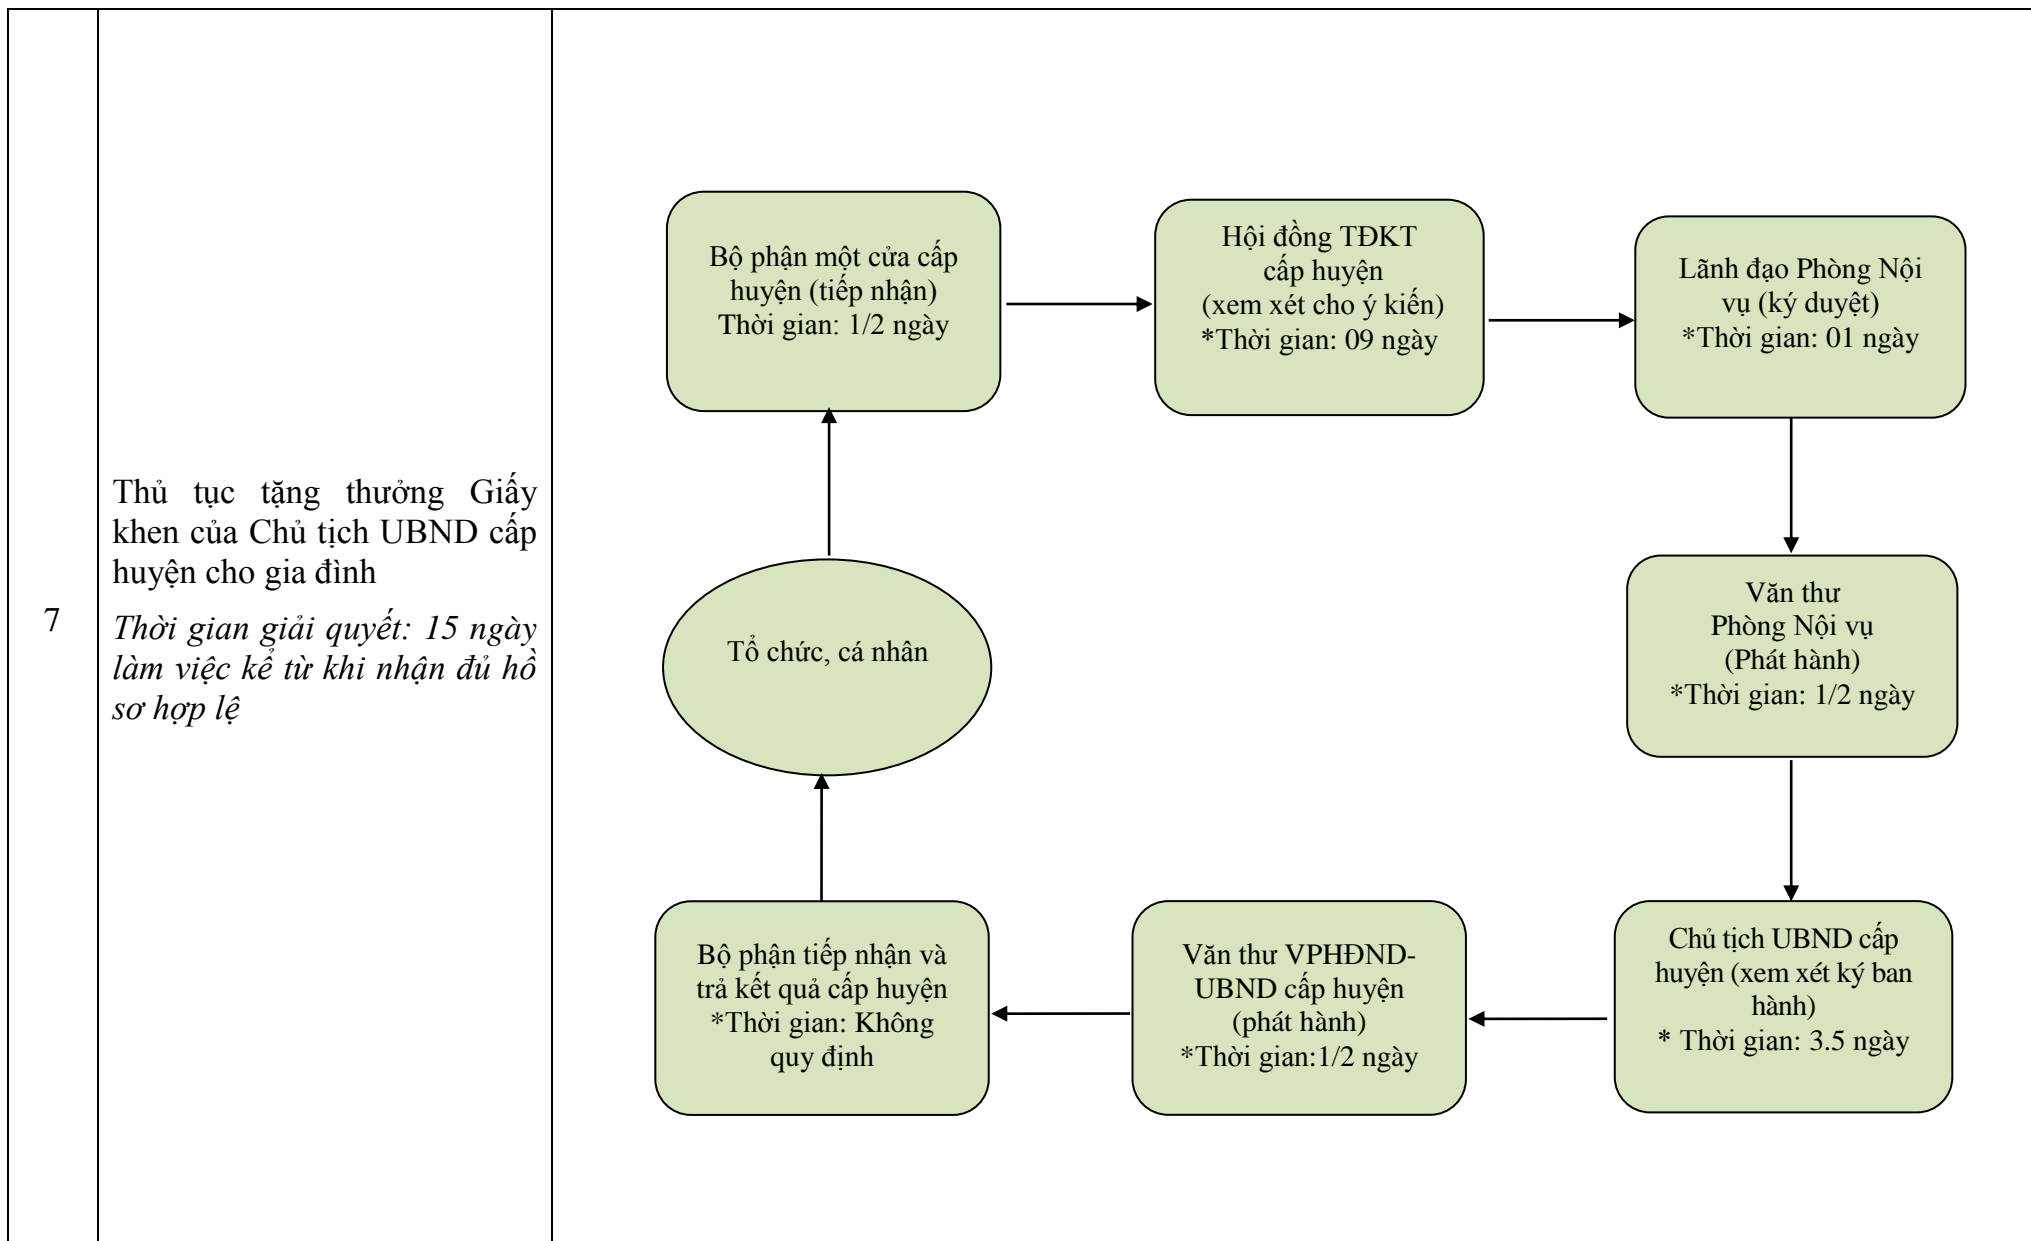 7
Thủ tục tặng thưởng Giấy
khen của Chủ tịch UBND cấp
huyện cho gia đình
Thời gian giải quyết: 15 ngày
làm việc kể từ khi nhận đủ hồ
sơ hợp lệ
Bộ phận một cửa cấp
huyện (tiếp nhận)
Thời gian: 1/2 ngày
Hội đồng TĐKT
cấp huyện
(xem xét cho ý kiến)
*Thời gian: 09 ngày
Lãnh đạo Phòng Nội
vụ (ký duyệt)
*Thời gian: 01 ngày
Văn thư
Phòng Nội vụ
(Phát hành)
*Thời gian: 1/2 ngày
Chủ tịch UBND cấp
huyện (xem xét ký ban
hành)
* Thời gian: 3.5 ngày
Văn thư VPHĐND-
UBND cấp huyện
(phát hành)
*Thời gian:1/2 ngày
Bộ phận tiếp nhận và
trả kết quả cấp huyện
*Thời gian: Không
quy định
Tổ chức, cá nhân